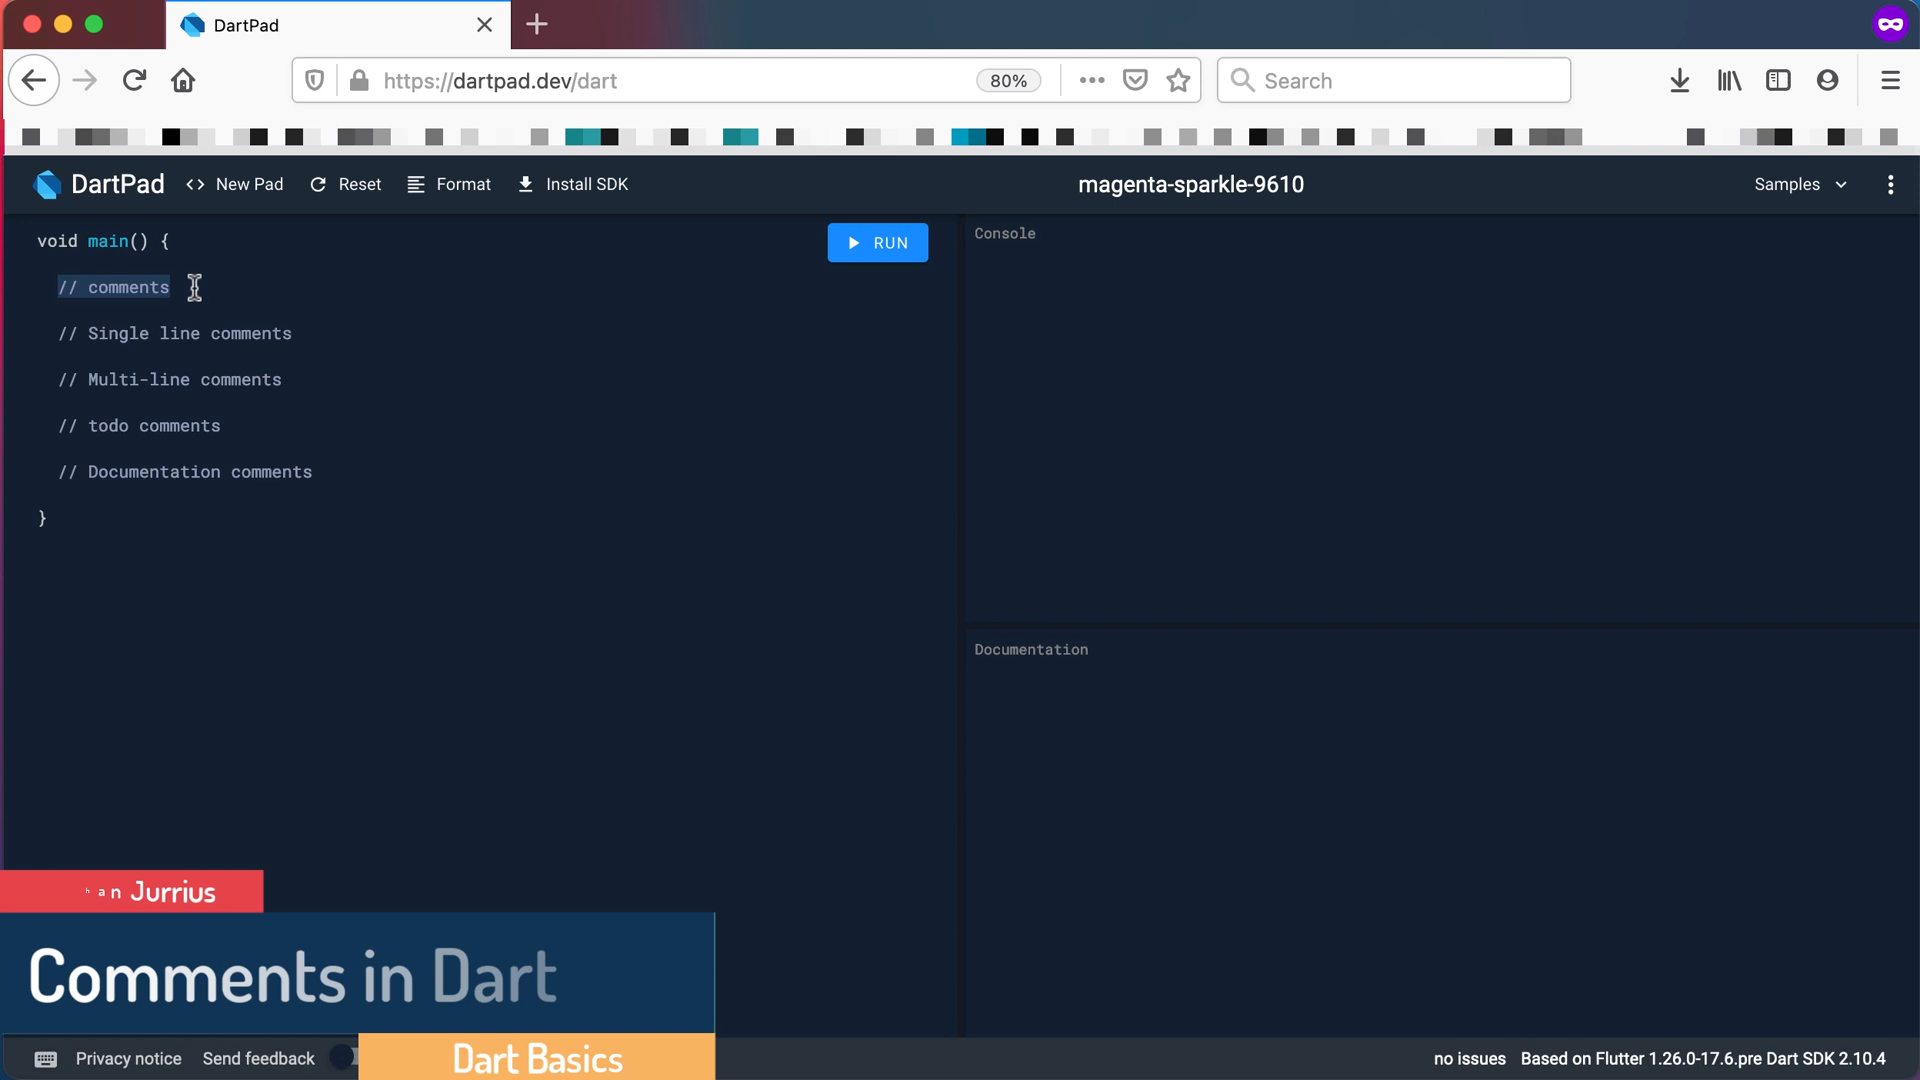 DartPad
https://dartpad.dev/dart
80%
Search
DartPad
New Pad
Reset
Format
Install SDK
magenta-sparkle-9610
Samples
void main() {
// comments
// Single line comments
// Multi-line comments
// todo comments
// Documentation comments
}
RUN
Console
Documentation
han Jurrius
Comments in Dart
Dart Basics
Privacy notice
Send feedback
no issues
Based on Flutter 1.26.0-17.6.pre Dart SDK 2.10.4